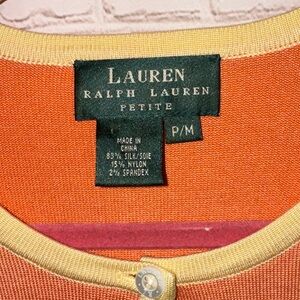 LAUREN
RALPH LAUREN
PETITE
P/M
MADE IN
CHINA
83% SILK/SOIE
15% NYLON
2% SPANDEX